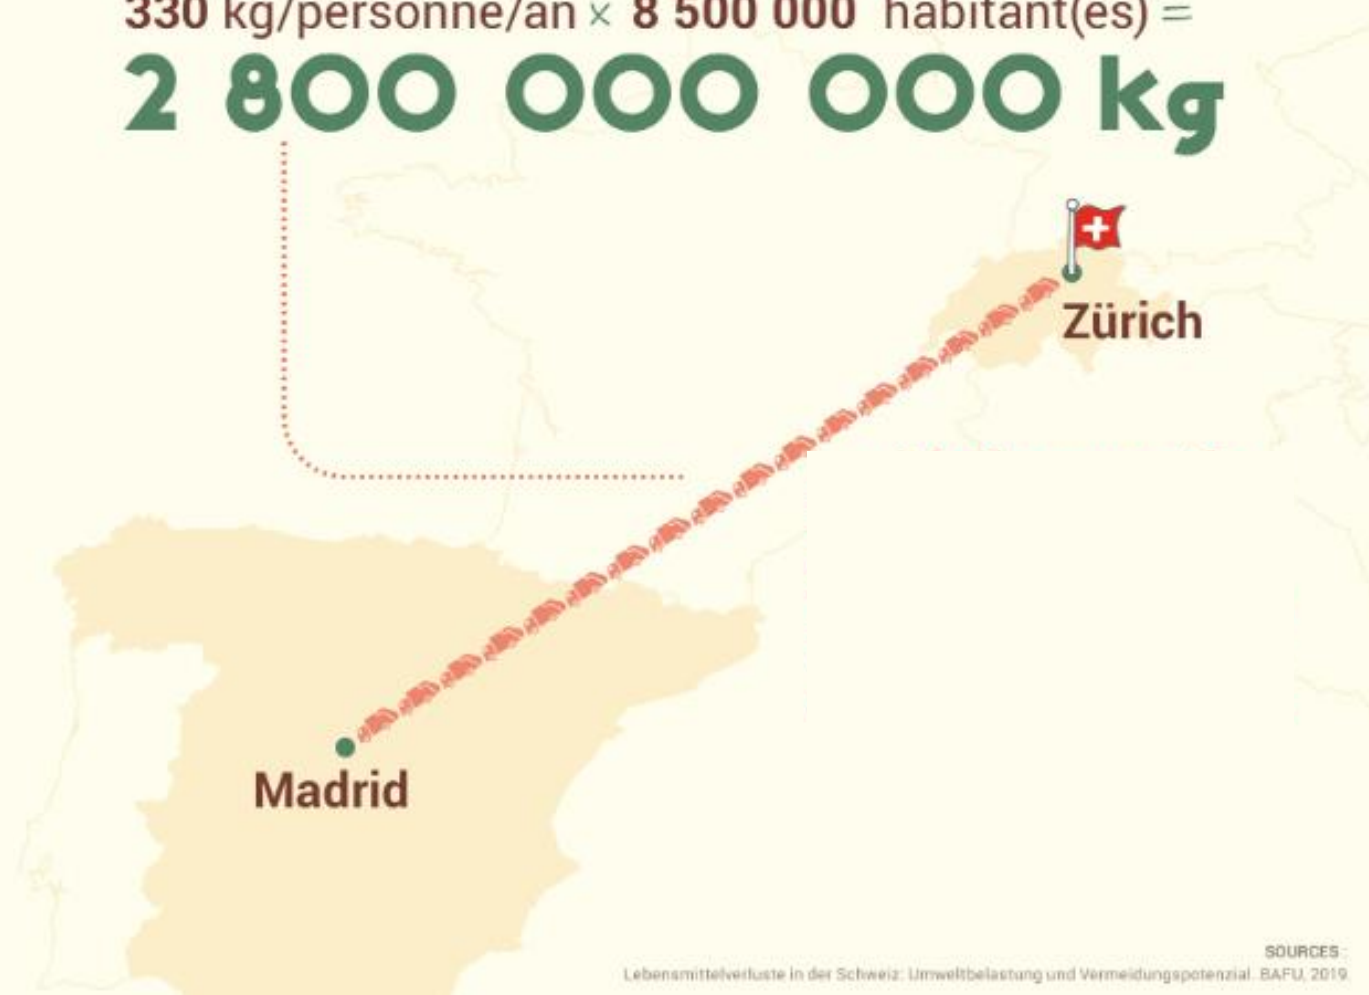 330 kg/personne/an × 8 500 000 habitant(es) =
2 800 000 000 kg
Zürich
Madrid
SOURCES :
Lebensmittelverluste in der Schweiz: Umweltbelastung und Vermeidungspotenzial. BAFU, 2019